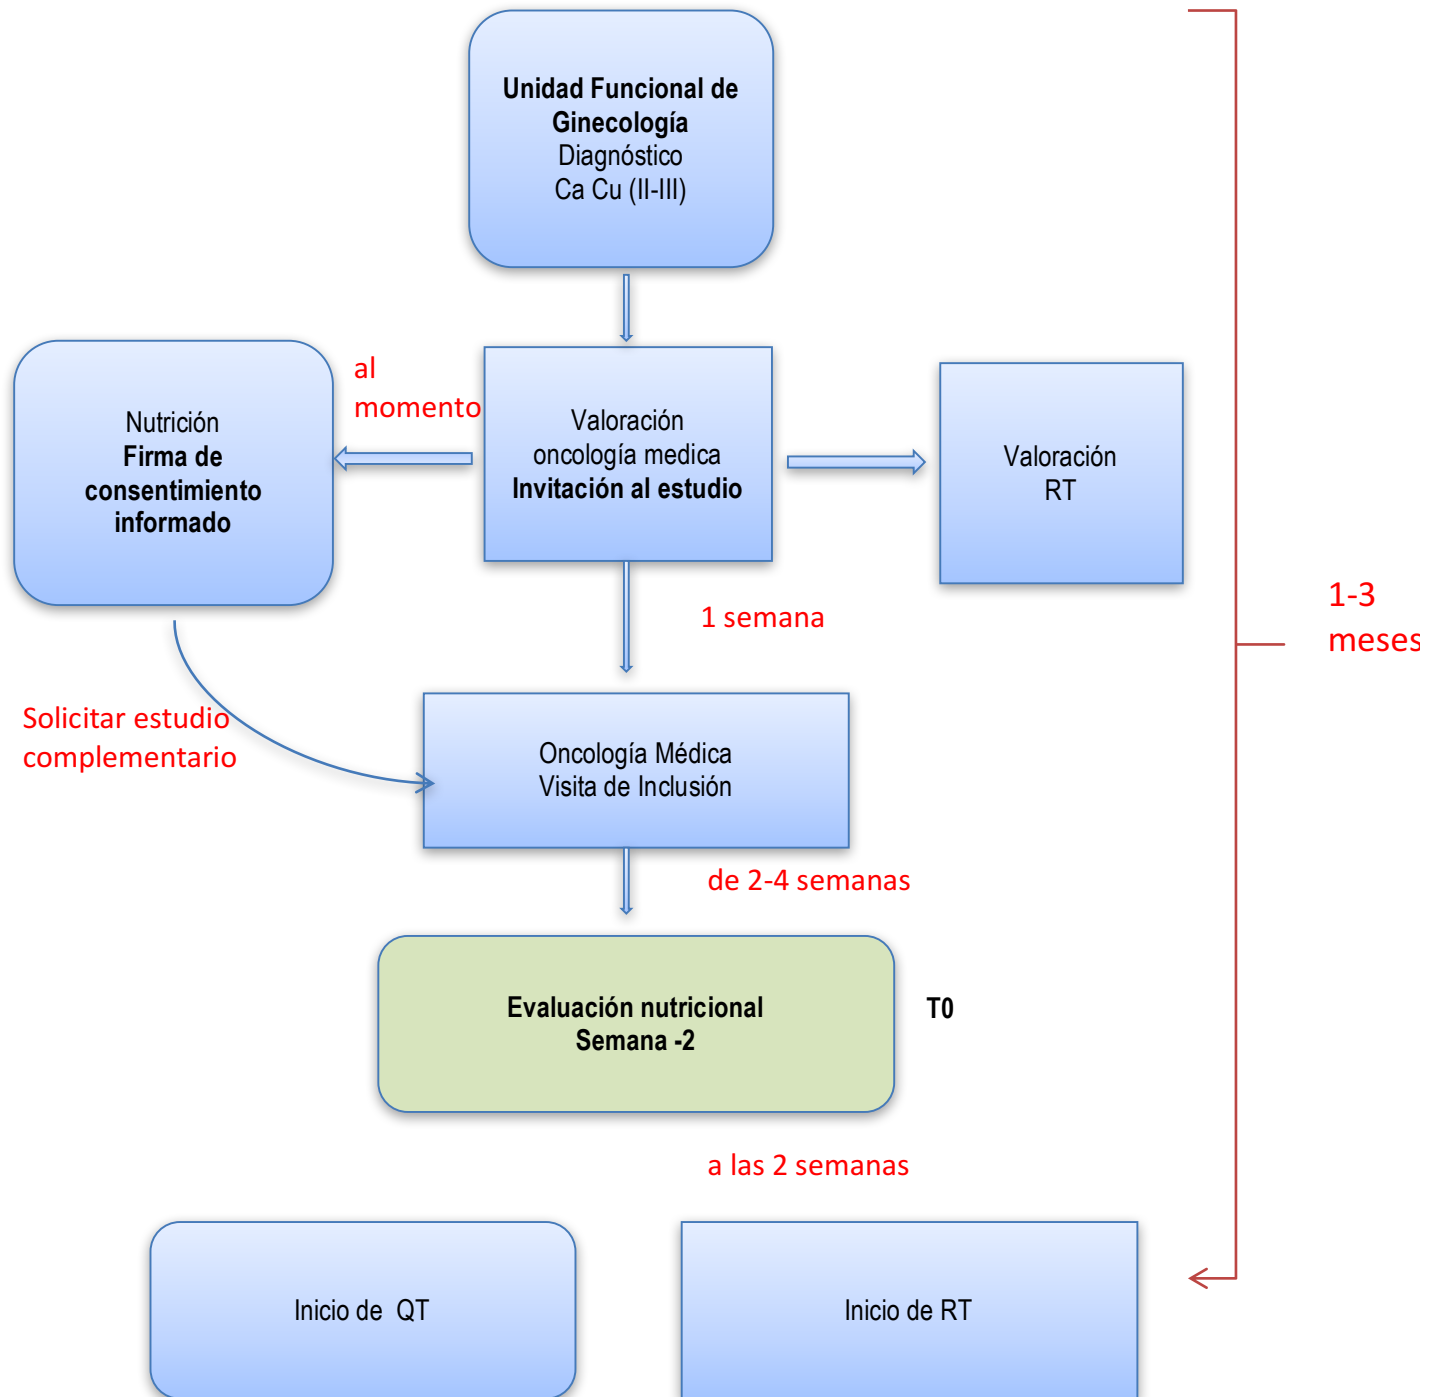 Unidad Funcional de
Ginecología
Diagnóstico
Ca Cu (II-III)
al
momento
Nutrición
Firma de
consentimiento
informado
Valoración
oncología medica
Invitación al estudio
Valoración
RT
1 semana
1-3
meses
Solicitar estudio
complementario
Oncología Médica
Visita de Inclusión
de 2-4 semanas
Evaluación nutricional
Semana -2
T0
a las 2 semanas
Inicio de QT
Inicio de RT